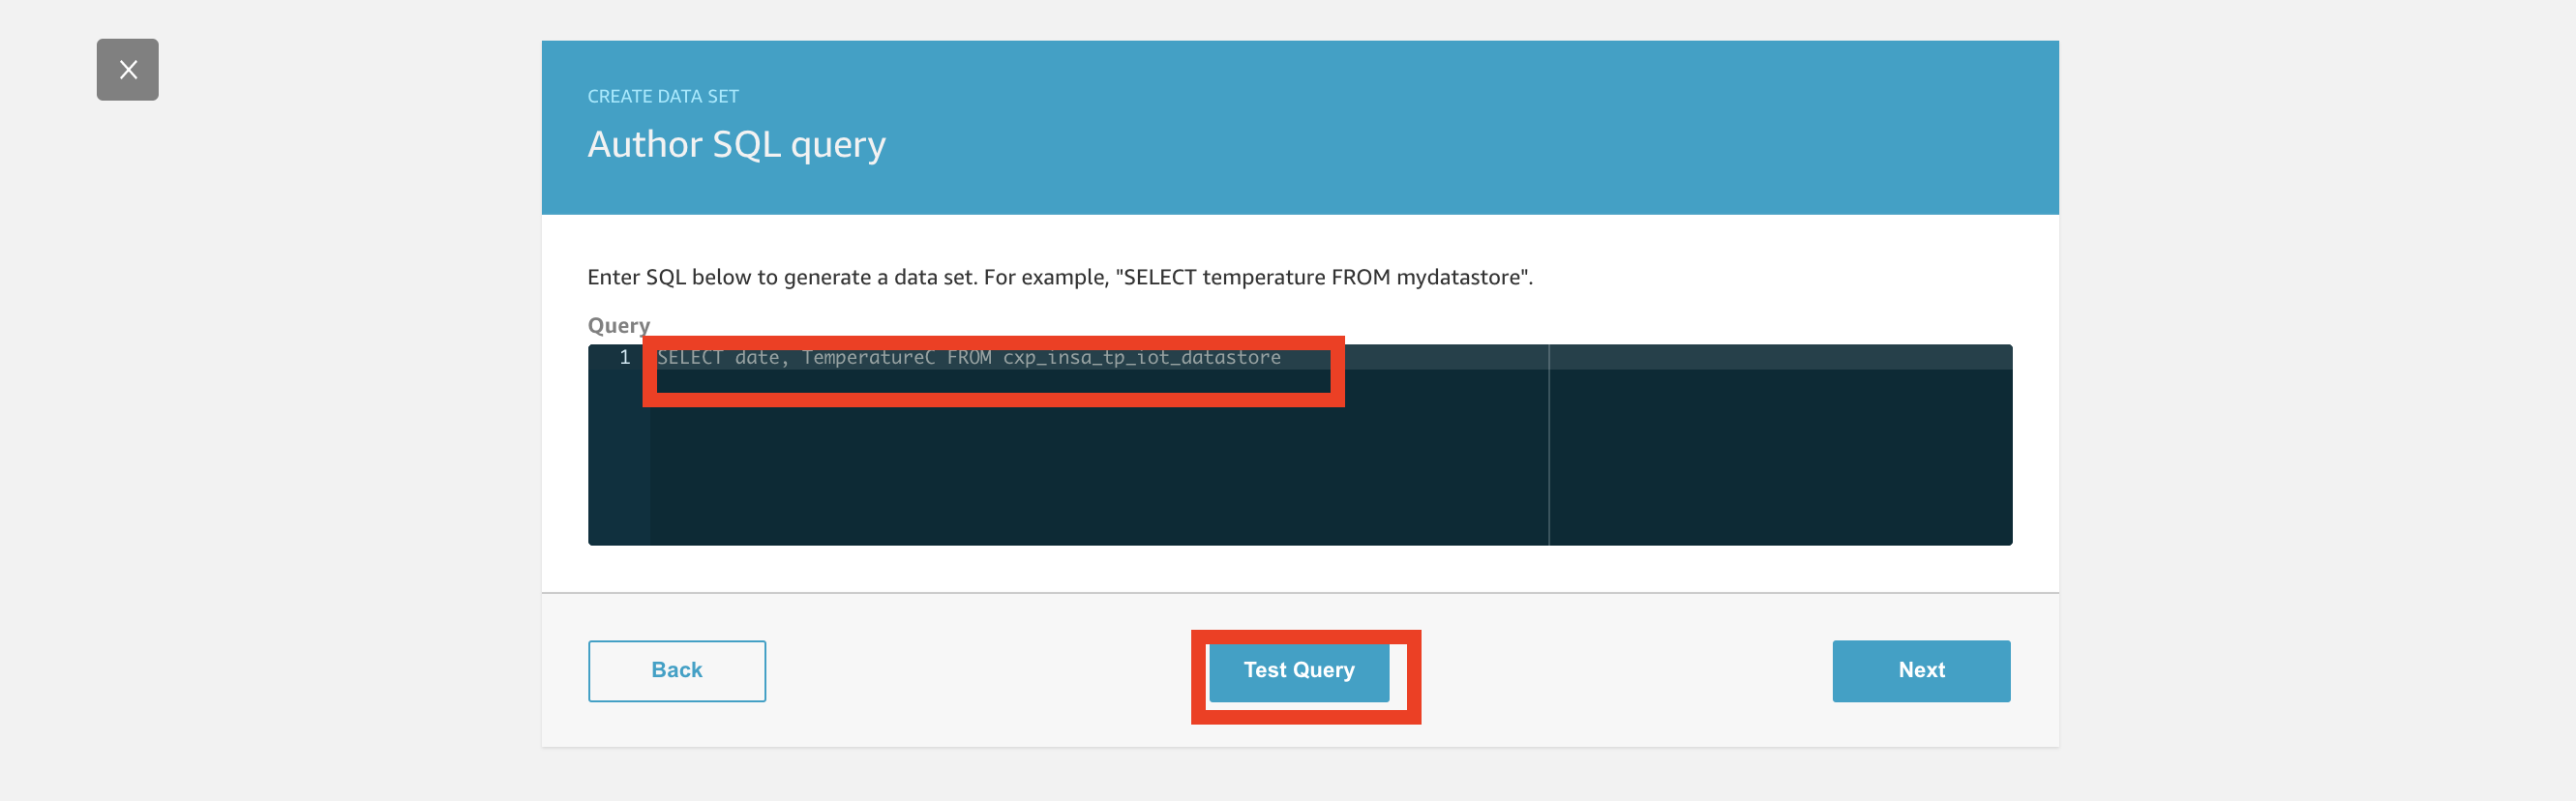 CREATE DATA SET
Author SQL query
Enter SQL below to generate a data set. For example, "SELECT temperature FROM mydatastore".
Query
1 SELECT date, TemperatureC FROM cxp_insa_tp_iot_datastore
Back Test Query Next